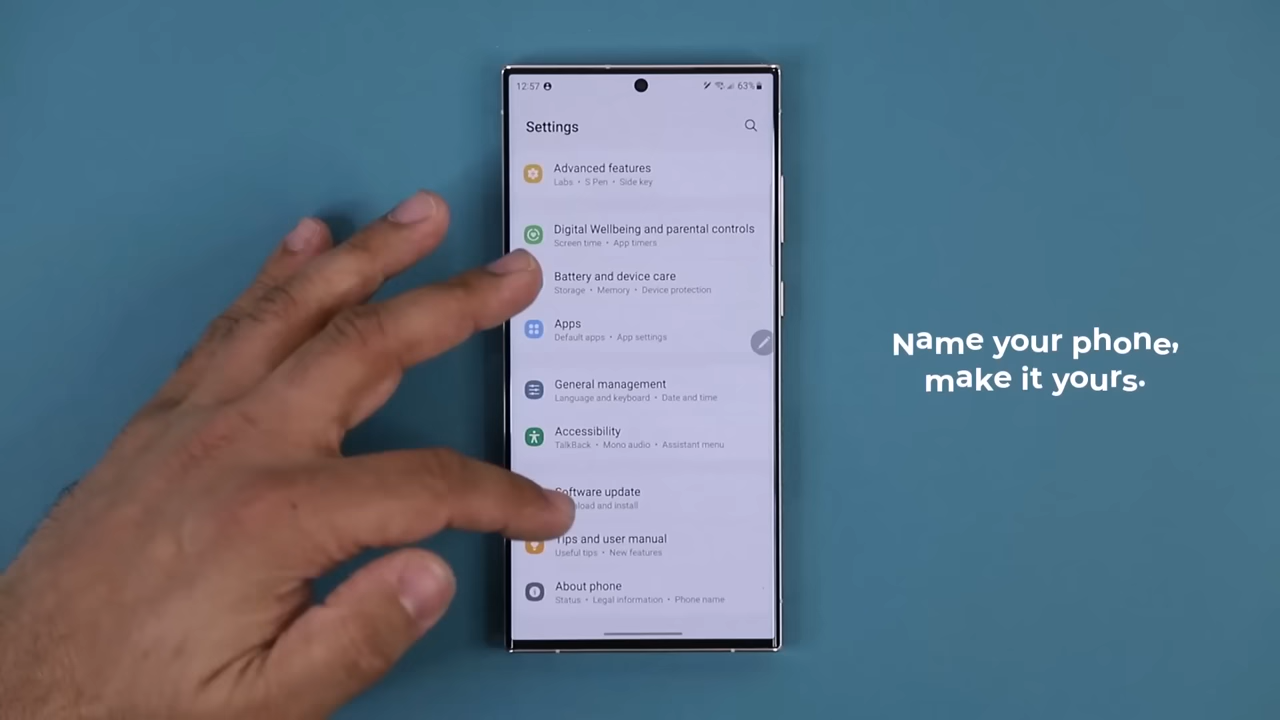 12:57
63%
Settings
Advanced features
Labs • S Pen • Side key
Digital Wellbeing and parental controls
Screen time • App timers
Battery and device care
Storage • Memory • Device protection
Apps
Default apps • App settings
General management
Language and keyboard • Date and time
Accessibility
TalkBack • Mono audio • Assistant menu
Software update
and install
Tips and user manual
Useful tips • New features
About phone
Status • Legal information • Phone name
Name your phone,
make it yours.